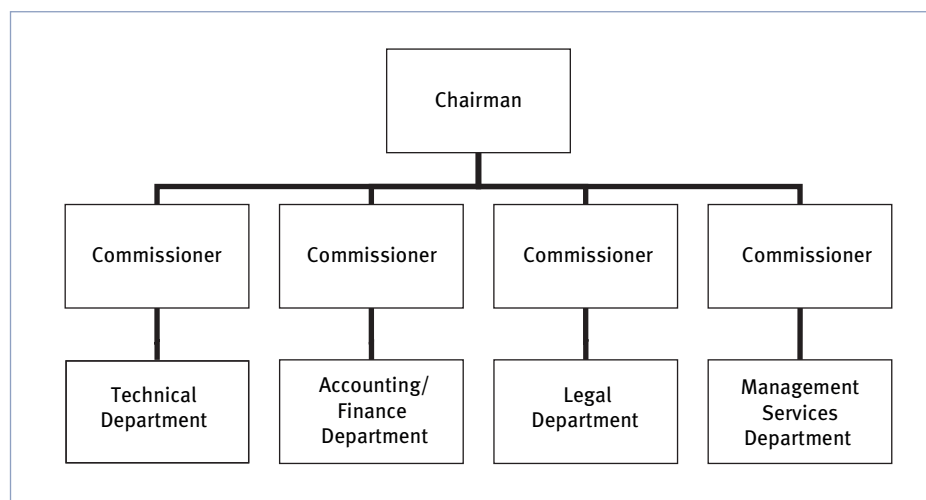 Chairman
Commissioner
Commissioner
Commissioner
Commissioner
Technical
Department
Accounting/
Finance
Department
Legal
Department
Management
Services
Department